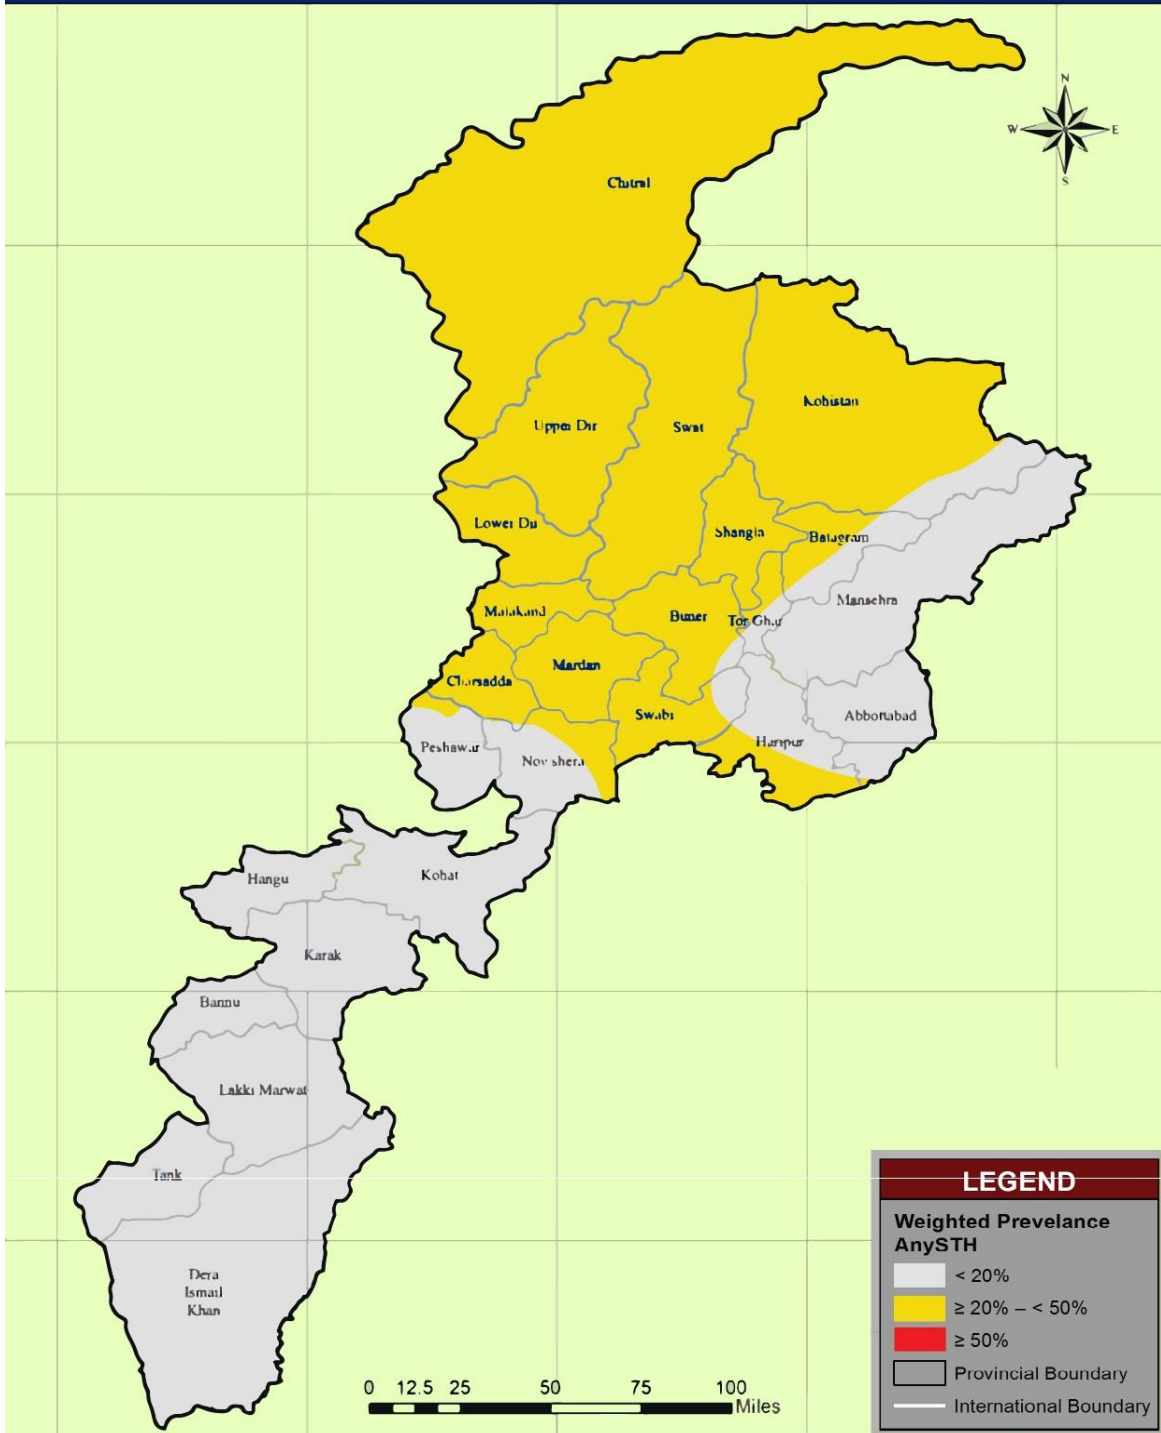 N
W E
S
Chitral
Kohistan
Upper Dir
Swat
Lower Dir
Shangla
Batagram
Malakand
Buner
Tor Ghar
Mansehra
Mardan
Charsadda
Swabi
Abbottabad
Peshawar
Nowshera
Haripur
Hangu
Kohat
Karak
Bannu
Lakki Marwat
Tank
Dera
Ismail
Khan
LEGEND
Weighted Prevelance
AnySTH
< 20%
≥ 20% – < 50%
≥ 50%
Provincial Boundary
International Boundary
0 12.5 25 50 75 100
Miles